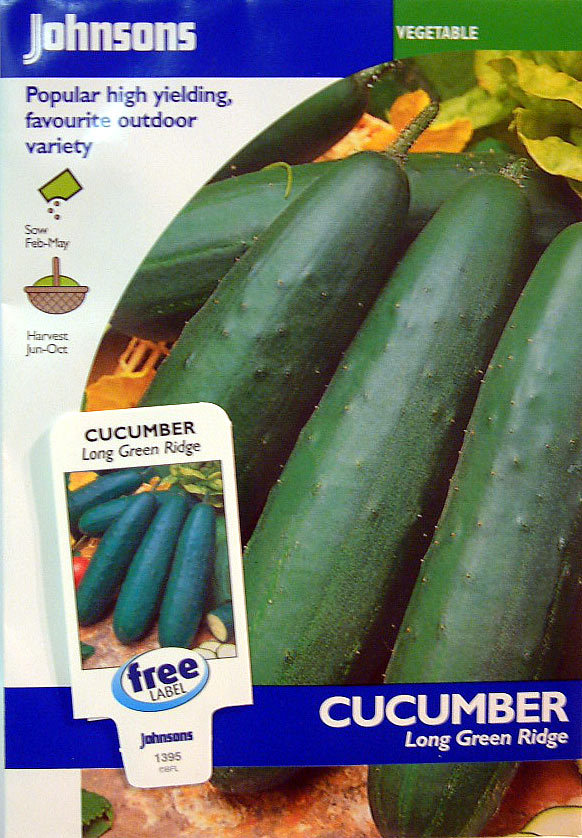 Johnsons
VEGETABLE
Popular high yielding,
favourite outdoor
variety
Sow
Feb-May
Harvest
Jun-Oct
CUCUMBER
Long Green Ridge
free
LABEL
Johnsons
1395
©BFL
CUCUMBER
Long Green Ridge